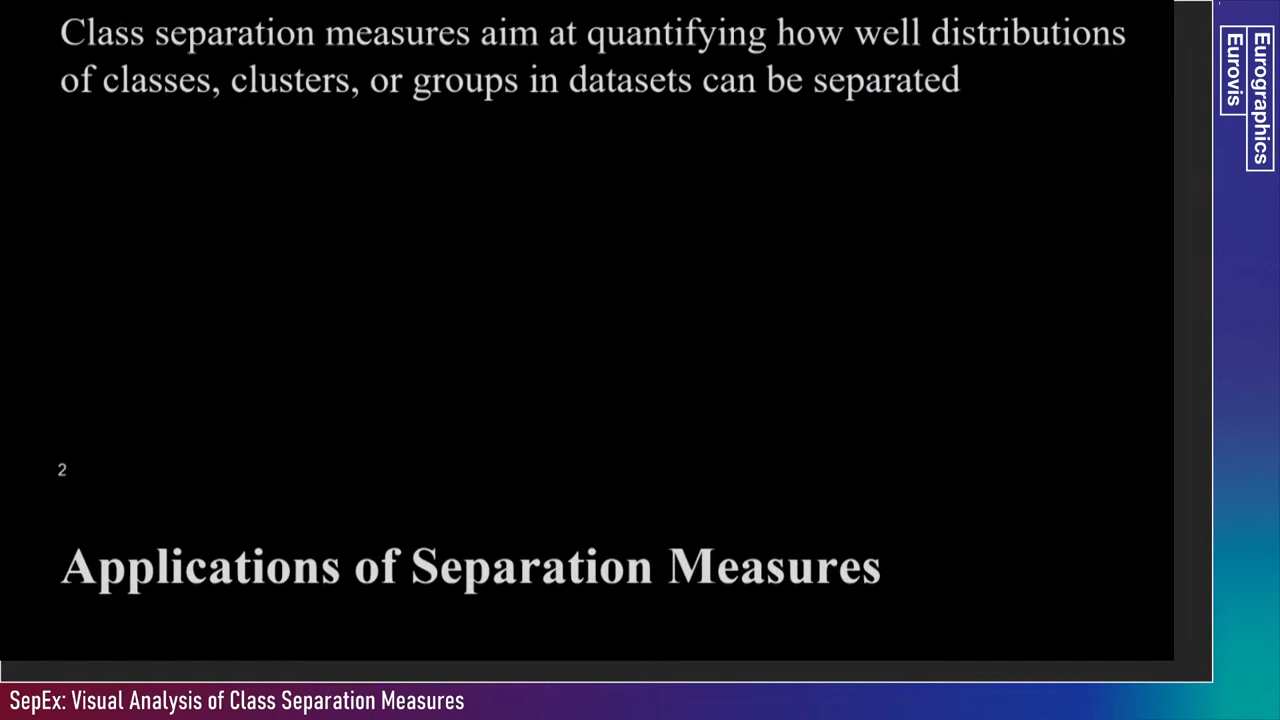 Class separation measures aim at quantifying how well distributions
of classes, clusters, or groups in datasets can be separated
2
Applications of Separation Measures
SepEx: Visual Analysis of Class Separation Measures
Eurographics
Eurovis